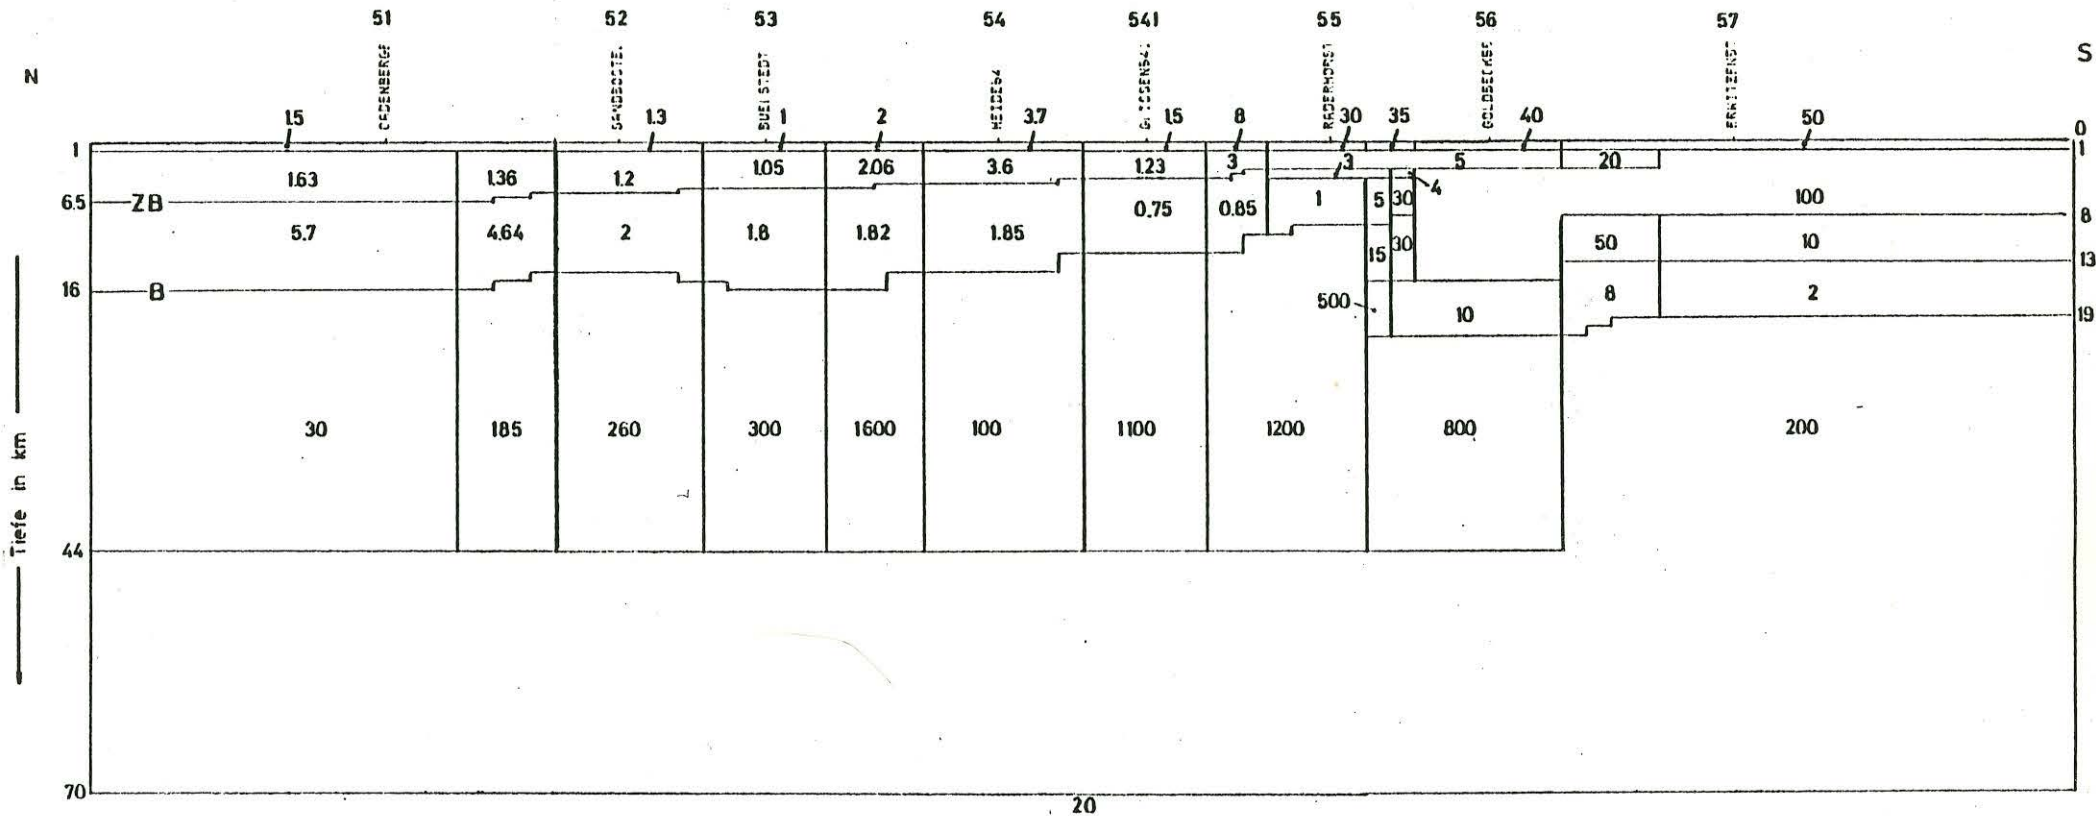 51 52 53 54 541 55 56 57
N S
CADENBERGE BUELSTEDT HEIDE54 RADERHORST
1.5 1.3 1 2 3.7 1.5 8 30 35 40 50 0
1 1
1.63 1.36 1.2 1.05 2.06 3.6 1.23 3 3 5 20
4
6.5 ZB 0.75 0.85 1 5 30 100
8
5.7 4.64 2 1.8 1.82 1.85 15 30 50 10
13
16 B 500 10 8 2
19
30 185 260 300 1600 100 1100 1200 800 200
Tiefe in km
44
70
20